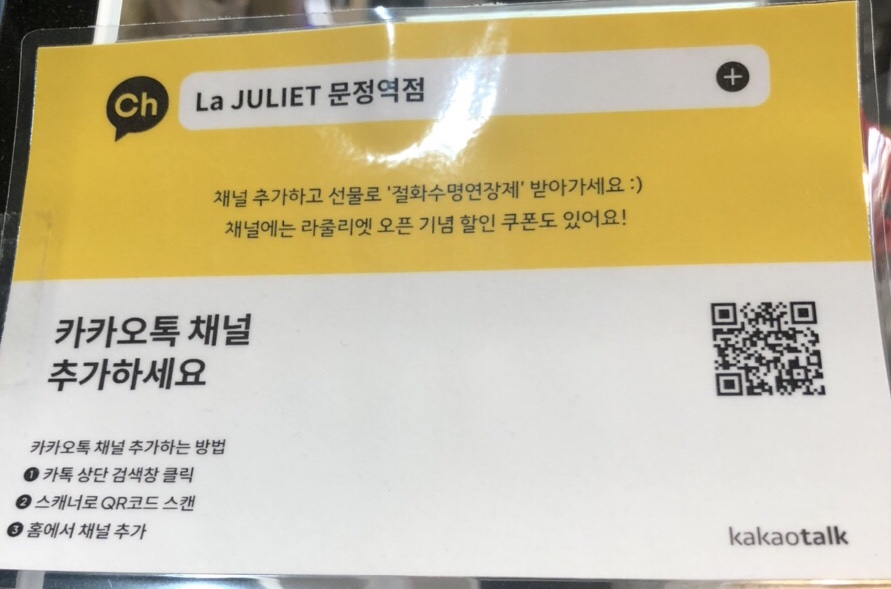 Ch La JULIET 문정역점
채널 추가하고 선물로 '절화수명연장제' 받아가세요 :)
채널에는 라줄리엣 오픈 기념 할인 쿠폰도 있어요!
카카오톡 채널
추가하세요
카카오톡 채널 추가하는 방법
❶ 카톡 상단 검색창 클릭
❷ 스캐너로 QR코드 스캔
❸ 홈에서 채널 추가
kakaotalk